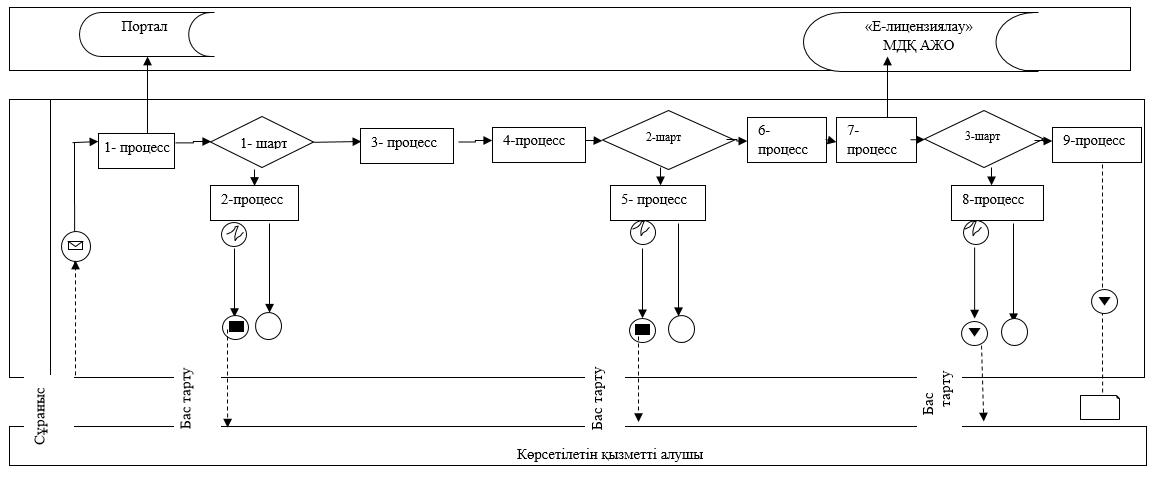 Портал
«Е-лицензиялау»
МДҚ АЖО
1- процесс
1- шарт
3- процесс
4-процесс
2-шарт
6-
процесс
7-
процесс
3-шарт
9-процесс
2-процесс
5- процесс
8-процесс
Сұраныс
Бас тарту
Бас тарту
Бас
тарту
Көрсетілетін қызметті алушы